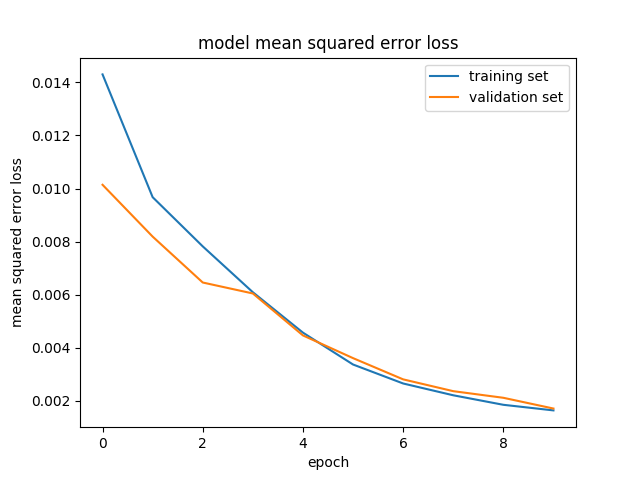 model mean squared error loss
training set
validation set
0.014
0.012
0.010
0.008
0.006
0.004
0.002
mean squared error loss
0 2 4 6 8
epoch